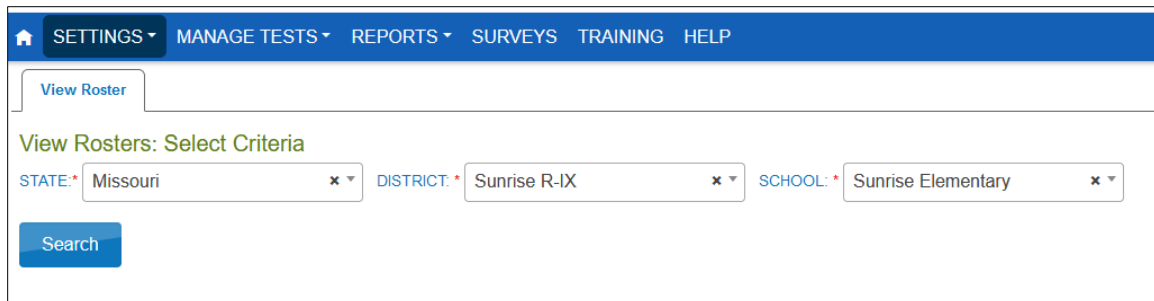 SETTINGS MANAGE TESTS REPORTS SURVEYS TRAINING HELP
View Roster
View Rosters: Select Criteria
STATE:* Missouri × DISTRICT: * Sunrise R-IX × SCHOOL: * Sunrise Elementary ×
Search